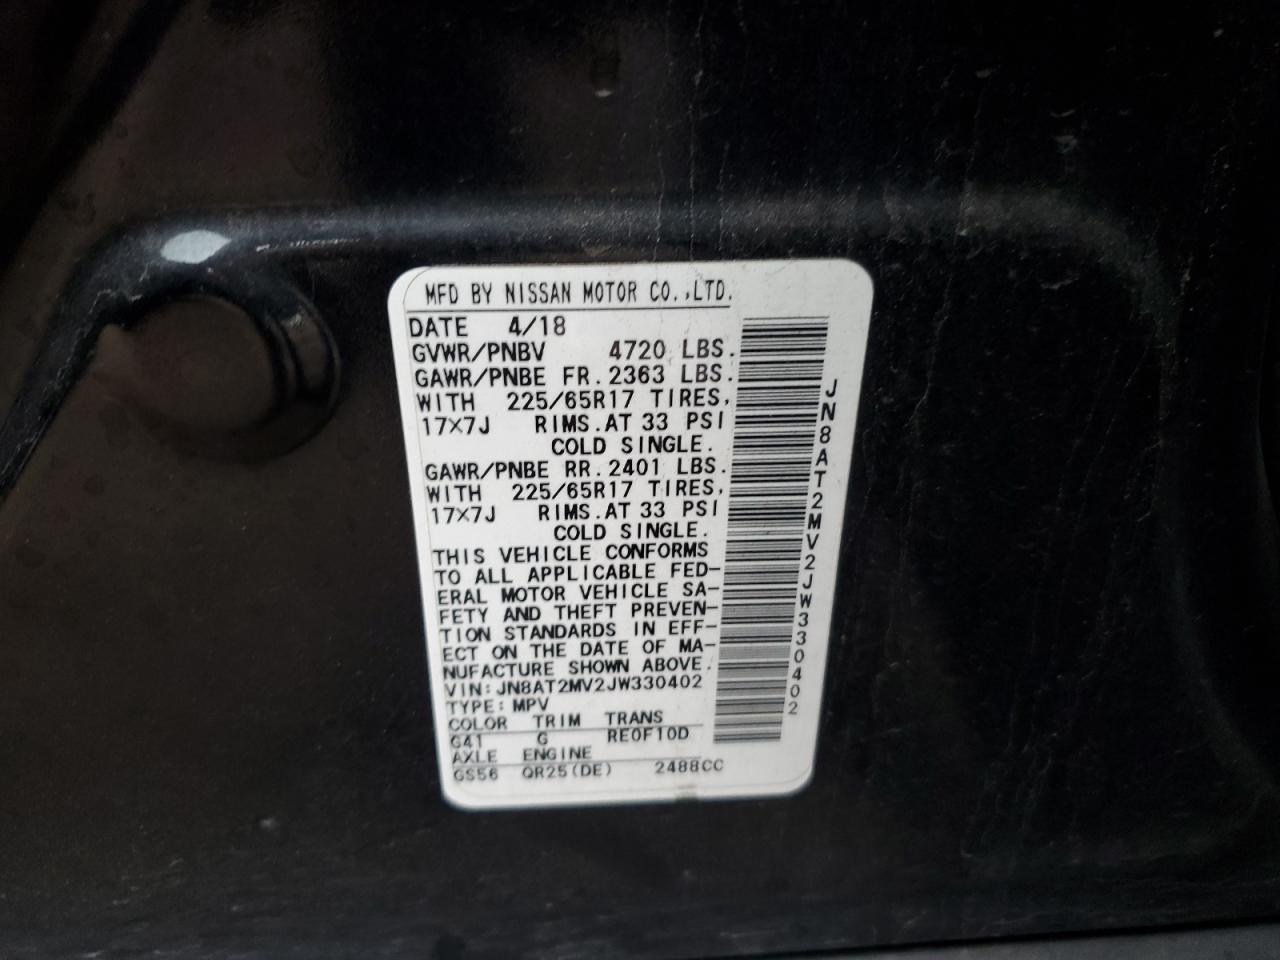 MFD BY NISSAN MOTOR CO.,LTD.
DATE 4/18
GVWR/PNBV 4720 LBS.
GAWR/PNBE FR.2363 LBS.
WITH 225/65R17 TIRES,
17×7J RIMS.AT 33 PSI
COLD SINGLE.
GAWR/PNBE RR.2401 LBS.
WITH 225/65R17 TIRES,
17×7J RIMS.AT 33 PSI
COLD SINGLE.
THIS VEHICLE CONFORMS
TO ALL APPLICABLE FED-
ERAL MOTOR VEHICLE SA-
FETY AND THEFT PREVEN-
TION STANDARDS IN EFF-
ECT ON THE DATE OF MA-
NUFACTURE SHOWN ABOVE.
VIN:JN8AT2MV2JW330402
TYPE:MPV
COLOR TRIM TRANS
G41 G RE0F10D
AXLE ENGINE
GS56 QR25(DE) 2488CC
JN8AT2MV2JW330402